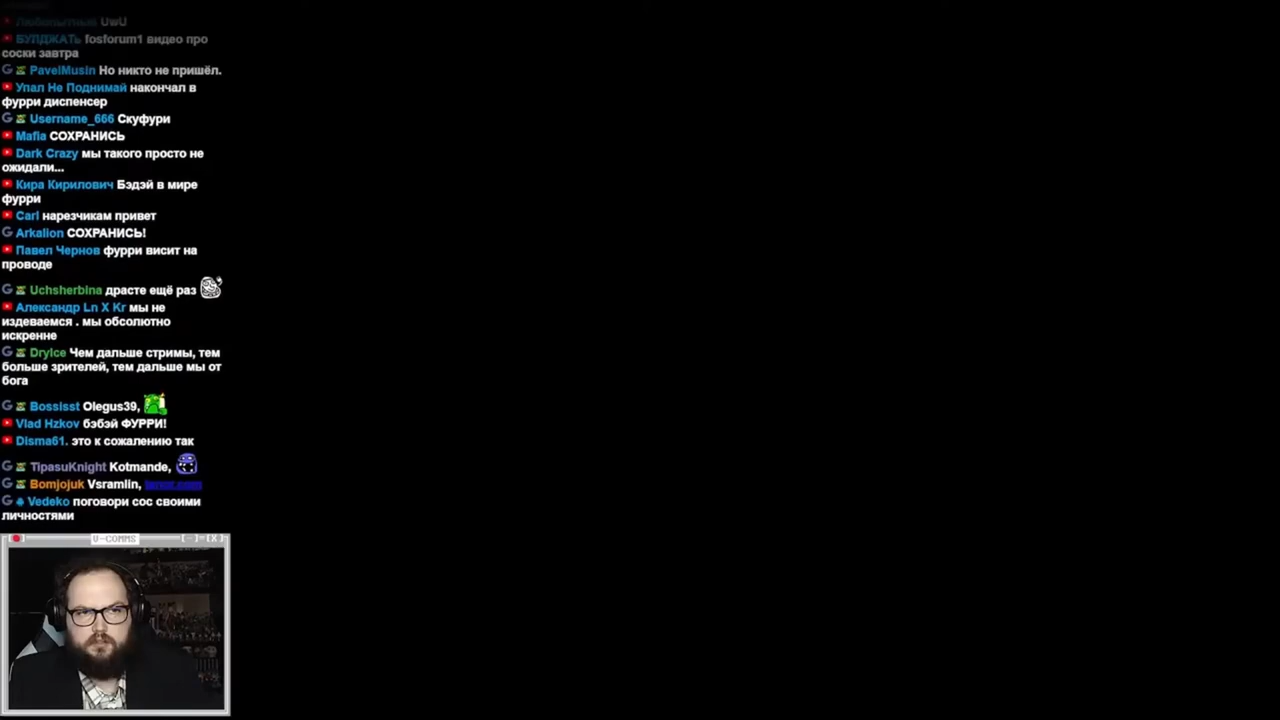 Любопытный UwU
БУЛДЖАТЬ fosforum1 видео про
соски завтра
PavelMusin Но никто не пришёл.
Упал Не Поднимай накончал в
фурри диспенсер
Username_666 Скуфури
Mafia СОХРАНИСЬ
Dark Crazy мы такого просто не
ожидали...
Кира Кирилович Бэдэй в мире
фурри
Carl нарезчикам привет
Arkalion СОХРАНИСЬ!
Павел Чернов фурри висит на
проводе
Uchsherbina драсте ещё раз
Александр Ln X Kr мы не
издеваемся . мы обсолютно
искренне
DryIce Чем дальше стримы, тем
больше зрителей, тем дальше мы от
бога
Bossisst Olegus39,
Vlad Hzkov бэбэй ФУРРИ!
Disma61. это к сожалению так
TipasuKnight Kotmande,
Bomjojuk Vsramlin,
Vedeko поговори сос своими
личностями
U-COMMS [-]=[X]